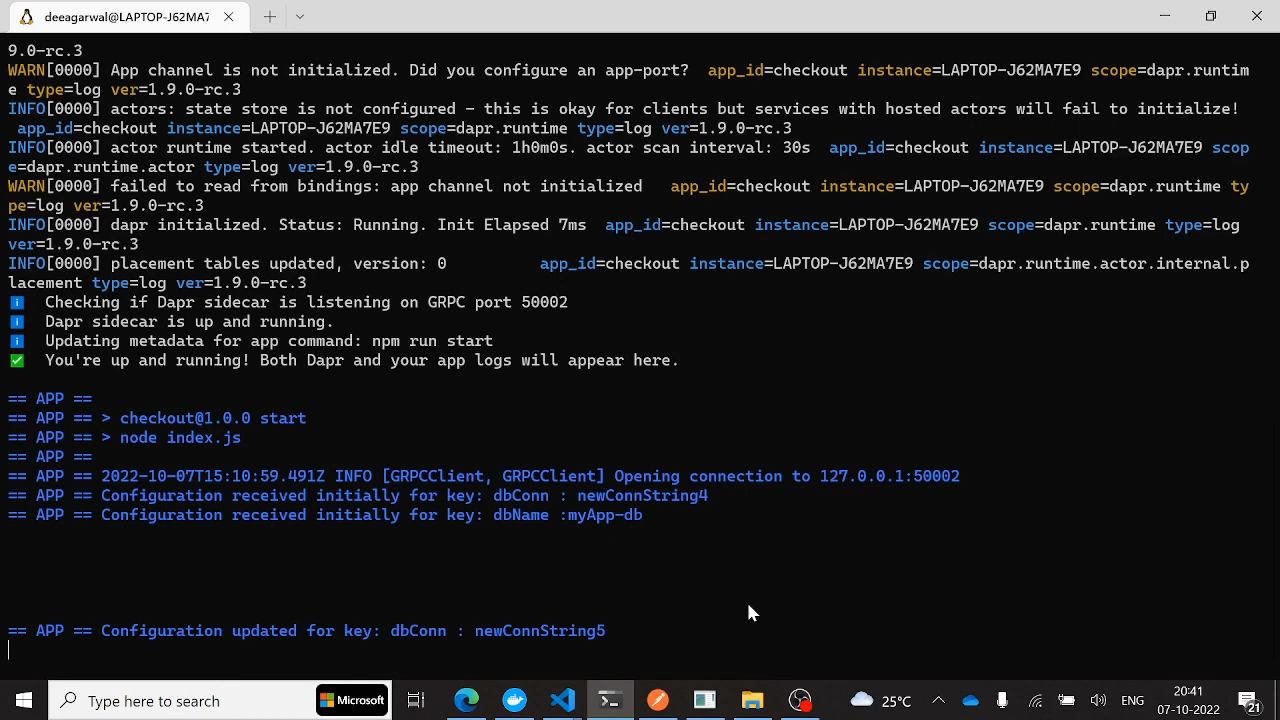 deeagarwal@LAPTOP-J62MA7
9.0-rc.3
WARN[0000] App channel is not initialized. Did you configure an app-port?  app_id=checkout instance=LAPTOP-J62MA7E9 scope=dapr.runtim
e type=log ver=1.9.0-rc.3
INFO[0000] actors: state store is not configured - this is okay for clients but services with hosted actors will fail to initialize!
app_id=checkout instance=LAPTOP-J62MA7E9 scope=dapr.runtime type=log ver=1.9.0-rc.3
INFO[0000] actor runtime started. actor idle timeout: 1h0m0s. actor scan interval: 30s  app_id=checkout instance=LAPTOP-J62MA7E9 scop
e=dapr.runtime.actor type=log ver=1.9.0-rc.3
WARN[0000] failed to read from bindings: app channel not initialized   app_id=checkout instance=LAPTOP-J62MA7E9 scope=dapr.runtime ty
pe=log ver=1.9.0-rc.3
INFO[0000] dapr initialized. Status: Running. Init Elapsed 7ms  app_id=checkout instance=LAPTOP-J62MA7E9 scope=dapr.runtime type=log
ver=1.9.0-rc.3
INFO[0000] placement tables updated, version: 0          app_id=checkout instance=LAPTOP-J62MA7E9 scope=dapr.runtime.actor.internal.p
lacement type=log ver=1.9.0-rc.3
i Checking if Dapr sidecar is listening on GRPC port 50002
i Dapr sidecar is up and running.
i Updating metadata for app command: npm run start
✅ You're up and running! Both Dapr and your app logs will appear here.
== APP ==
== APP == > checkout@1.0.0 start
== APP == > node index.js
== APP ==
== APP == 2022-10-07T15:10:59.491Z INFO [GRPCClient, GRPCClient] Opening connection to 127.0.0.1:50002
== APP == Configuration received initially for key: dbConn : newConnString4
== APP == Configuration received initially for key: dbName :myApp-db
== APP == Configuration updated for key: dbConn : newConnString5
Type here to search
Microsoft
25°C
ENG
20:41
07-10-2022
21